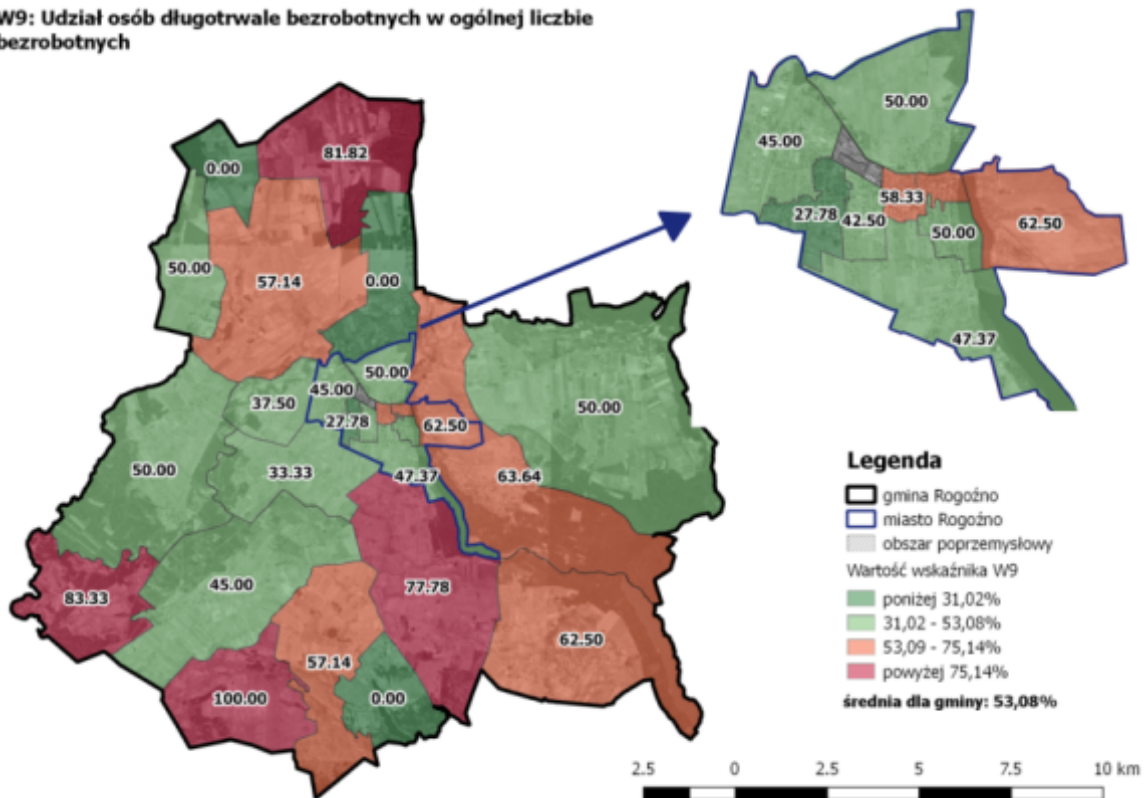 W9: Udział osób długotrwale bezrobotnych w ogólnej liczbie
bezrobotnych
0.00
81.82
50.00
57.14
0.00
50.00
45.00
37.50
27.78
62.50
50.00
50.00
33.33
47.37
63.64
83.33
45.00
77.78
57.14
62.50
100.00
0.00
50.00
45.00
58.33
27.78
42.50
50.00
62.50
47.37
Legenda
gmina Rogoźno
miasto Rogoźno
obszar poprzemysłowy
Wartość wskaźnika W9
poniżej 31,02%
31,02 - 53,08%
53,09 - 75,14%
powyżej 75,14%
średnia dla gminy: 53,08%
2.5 0 2.5 5 7.5 10 km